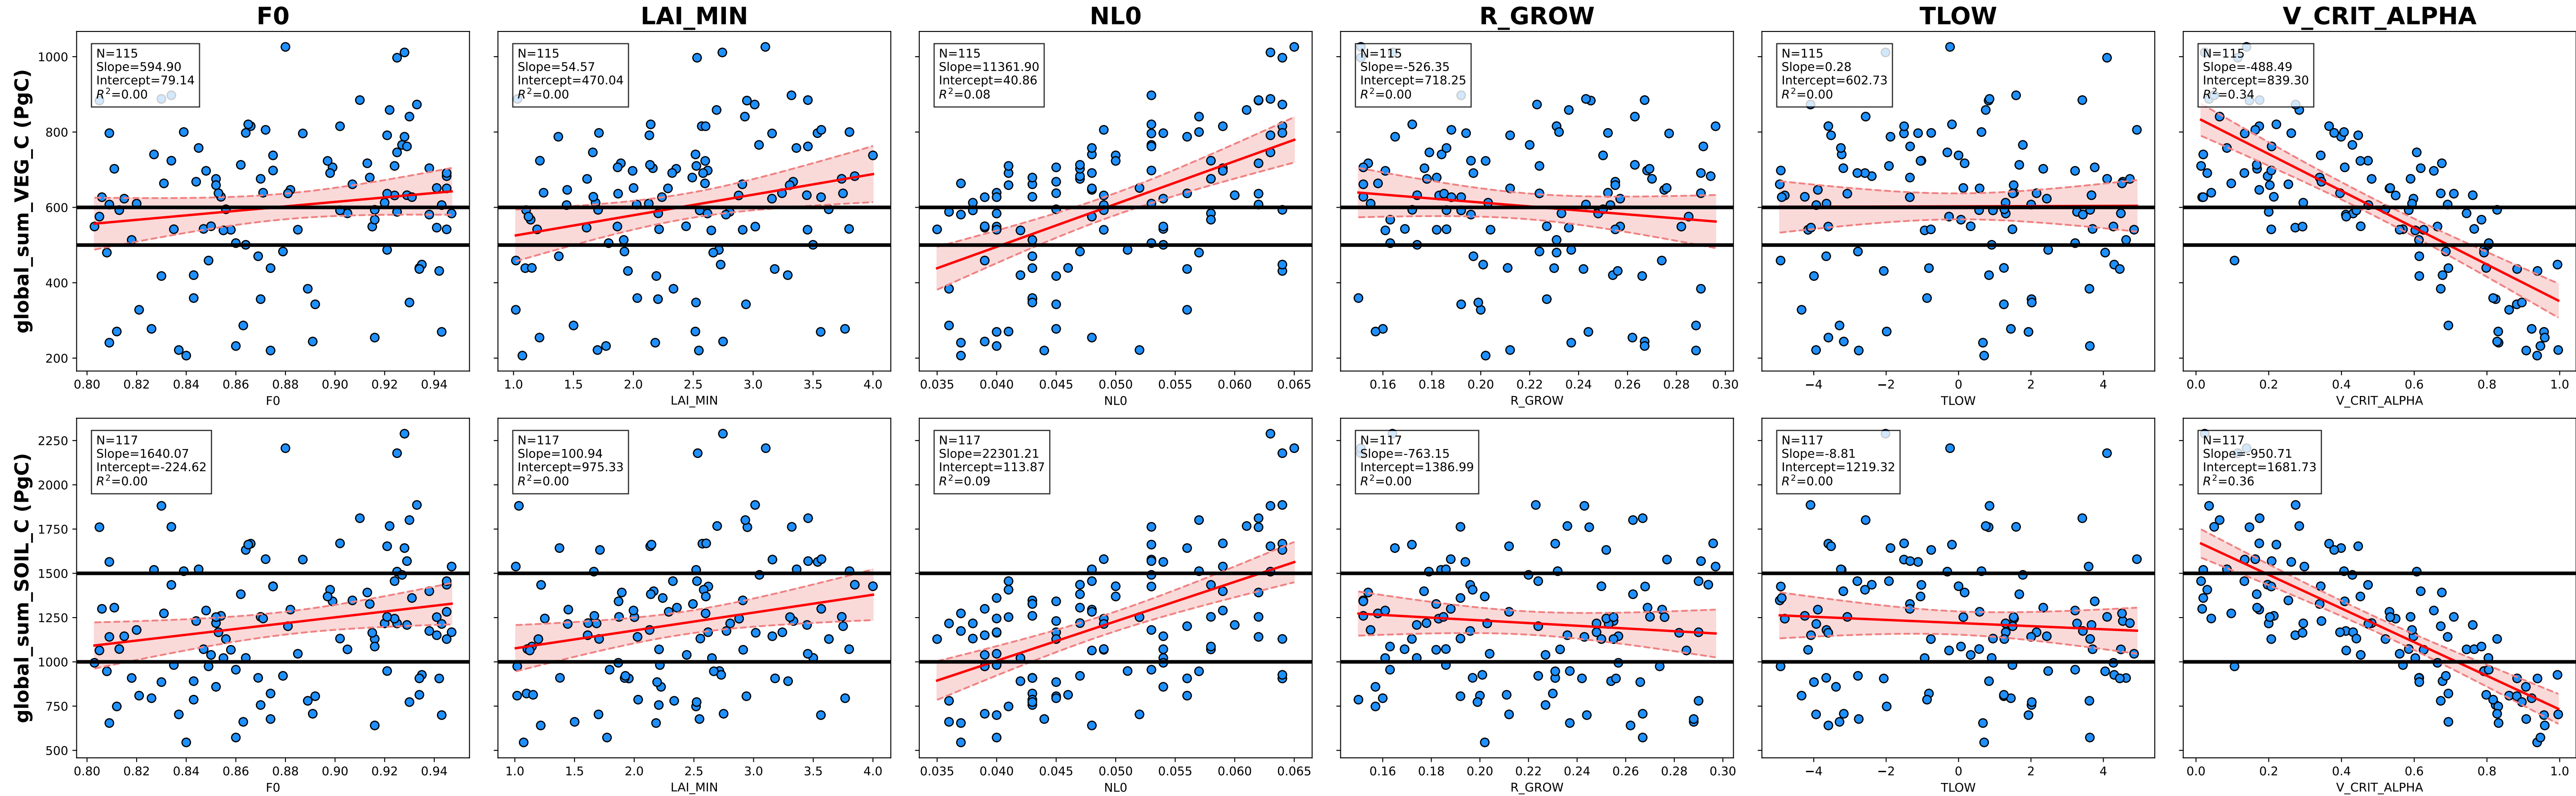 F0 LAI_MIN NL0 R_GROW TLOW V_CRIT_ALPHA
global_sum_VEG_C (PgC)
1000
800
600
400
200
N=115
Slope=594.90
Intercept=79.14
R²=0.00
0.80 0.82 0.84 0.86 0.88 0.90 0.92 0.94
F0
N=115
Slope=54.57
Intercept=470.04
R²=0.00
1.0 1.5 2.0 2.5 3.0 3.5 4.0
LAI_MIN
N=115
Slope=11361.90
Intercept=40.86
R²=0.08
0.035 0.040 0.045 0.050 0.055 0.060 0.065
NL0
N=115
Slope=-526.35
Intercept=718.25
R²=0.00
0.16 0.18 0.20 0.22 0.24 0.26 0.28 0.30
R_GROW
N=115
Slope=0.28
Intercept=602.73
R²=0.00
−4 −2 0 2 4
TLOW
N=115
Slope=-488.49
Intercept=839.30
R²=0.34
0.0 0.2 0.4 0.6 0.8 1.0
V_CRIT_ALPHA
global_sum_SOIL_C (PgC)
2250
2000
1750
1500
1250
1000
750
500
N=117
Slope=1640.07
Intercept=-224.62
R²=0.00
0.80 0.82 0.84 0.86 0.88 0.90 0.92 0.94
F0
N=117
Slope=100.94
Intercept=975.33
R²=0.00
1.0 1.5 2.0 2.5 3.0 3.5 4.0
LAI_MIN
N=117
Slope=22301.21
Intercept=113.87
R²=0.09
0.035 0.040 0.045 0.050 0.055 0.060 0.065
NL0
N=117
Slope=-763.15
Intercept=1386.99
R²=0.00
0.16 0.18 0.20 0.22 0.24 0.26 0.28 0.30
R_GROW
N=117
Slope=-8.81
Intercept=1219.32
R²=0.00
−4 −2 0 2 4
TLOW
N=117
Slope=-950.71
Intercept=1681.73
R²=0.36
0.0 0.2 0.4 0.6 0.8 1.0
V_CRIT_ALPHA